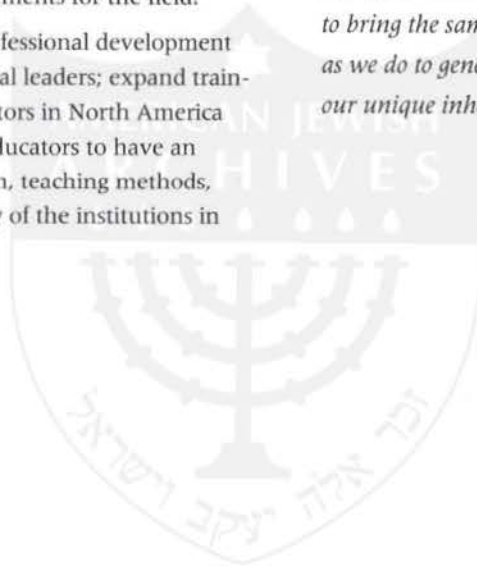 ments for the field.
fessional development
al leaders; expand train-
tors in North America
ducators to have an
n, teaching methods,
y of the institutions in
to bring the sam
as we do to gene
our unique inhe
AMERICAN JEWISH
ARCHIVES
זכר אלה יעקב וישראל